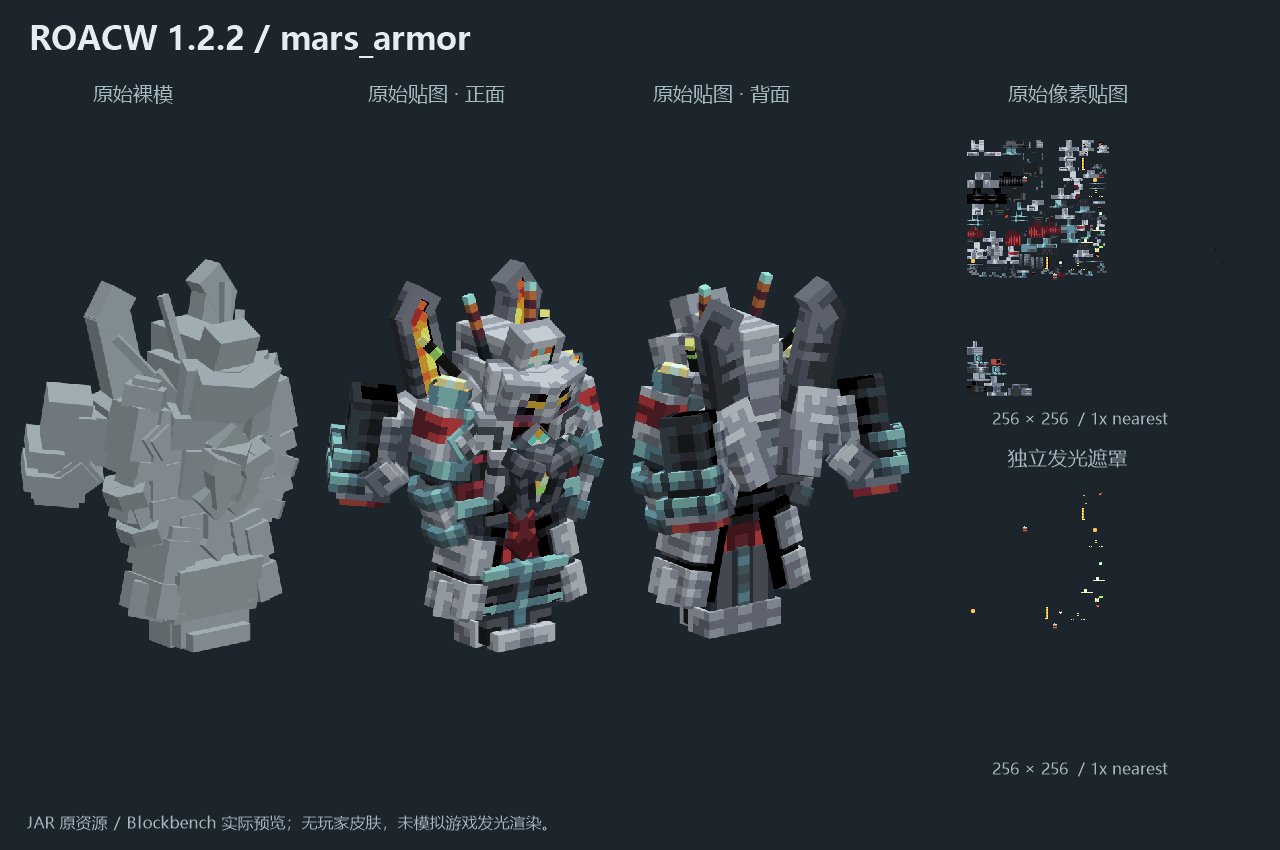 ROACW 1.2.2 / mars_armor
原始裸模
原始贴图 · 正面
原始贴图 · 背面
原始像素贴图
256 × 256 / 1x nearest
独立发光遮罩
256 × 256 / 1x nearest
JAR 原资源 / Blockbench 实际预览；无玩家皮肤，未模拟游戏发光渲染。